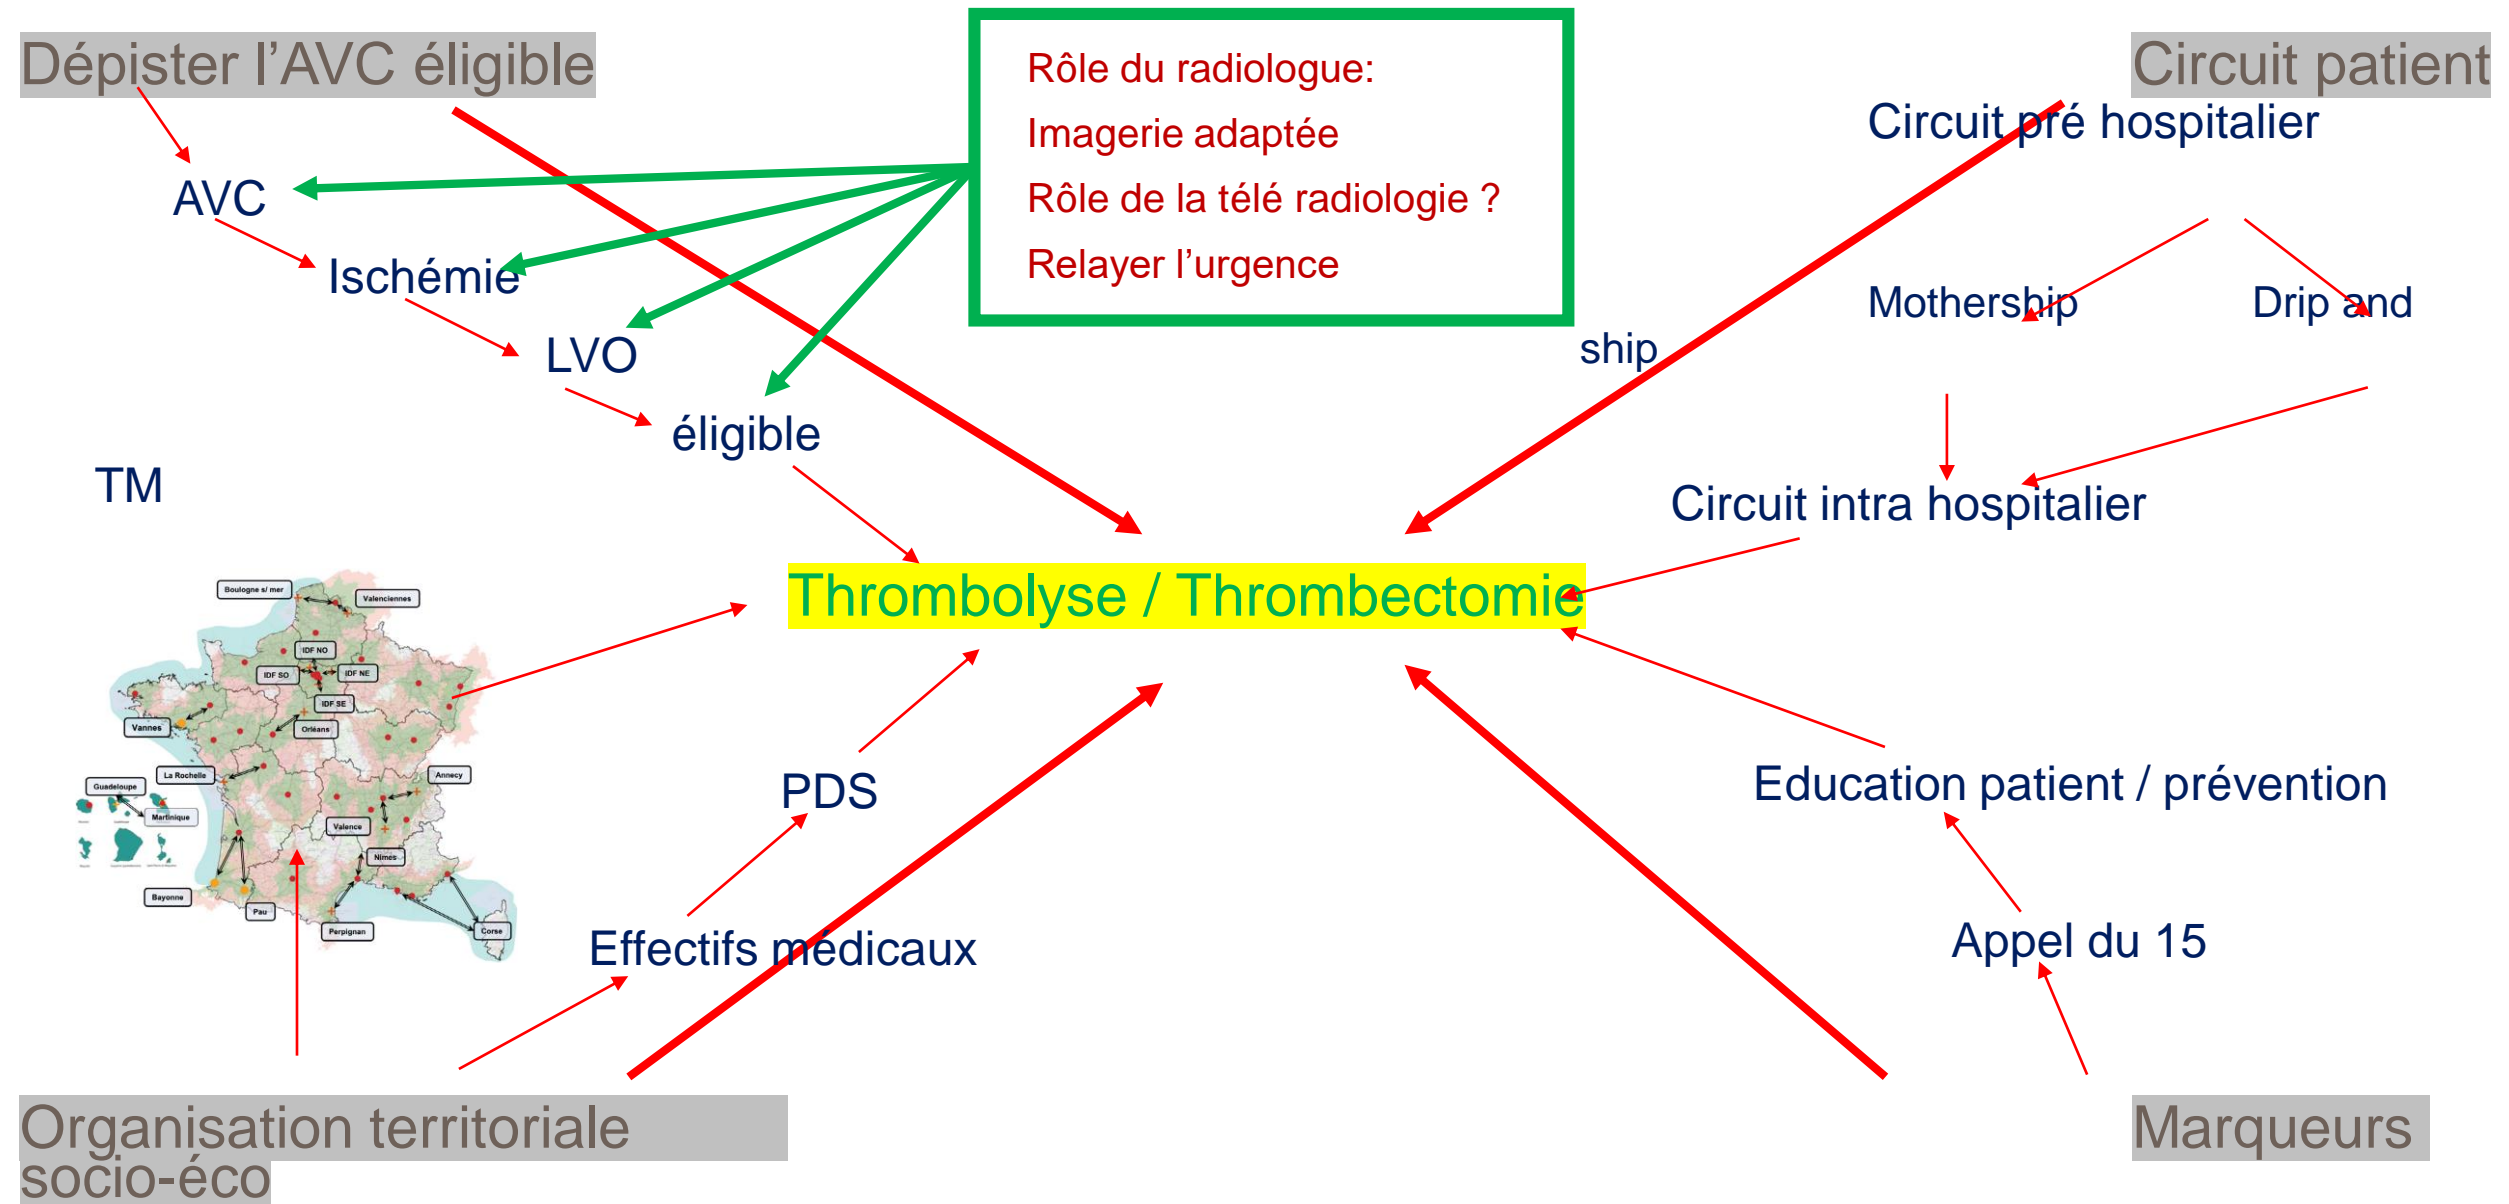 Dépister l’AVC éligible
Rôle du radiologue:
Imagerie adaptée
Rôle de la télé radiologie ?
Relayer l’urgence
Circuit patient
Circuit pré hospitalier
AVC
Ischémie
LVO
éligible
TM
Mothership
Drip and
ship
Circuit intra hospitalier
Thrombolyse / Thrombectomie
Boulogne s/ mer
Valenciennes
IDF NO
IDF SO
IDF NE
IDF SE
Vannes
Orléans
La Rochelle
Annecy
Guadeloupe
Martinique
Valence
Nimes
Bayonne
Pau
Perpignan
Corse
PDS
Effectifs médicaux
Education patient / prévention
Appel du 15
Organisation territoriale
socio-éco
Marqueurs